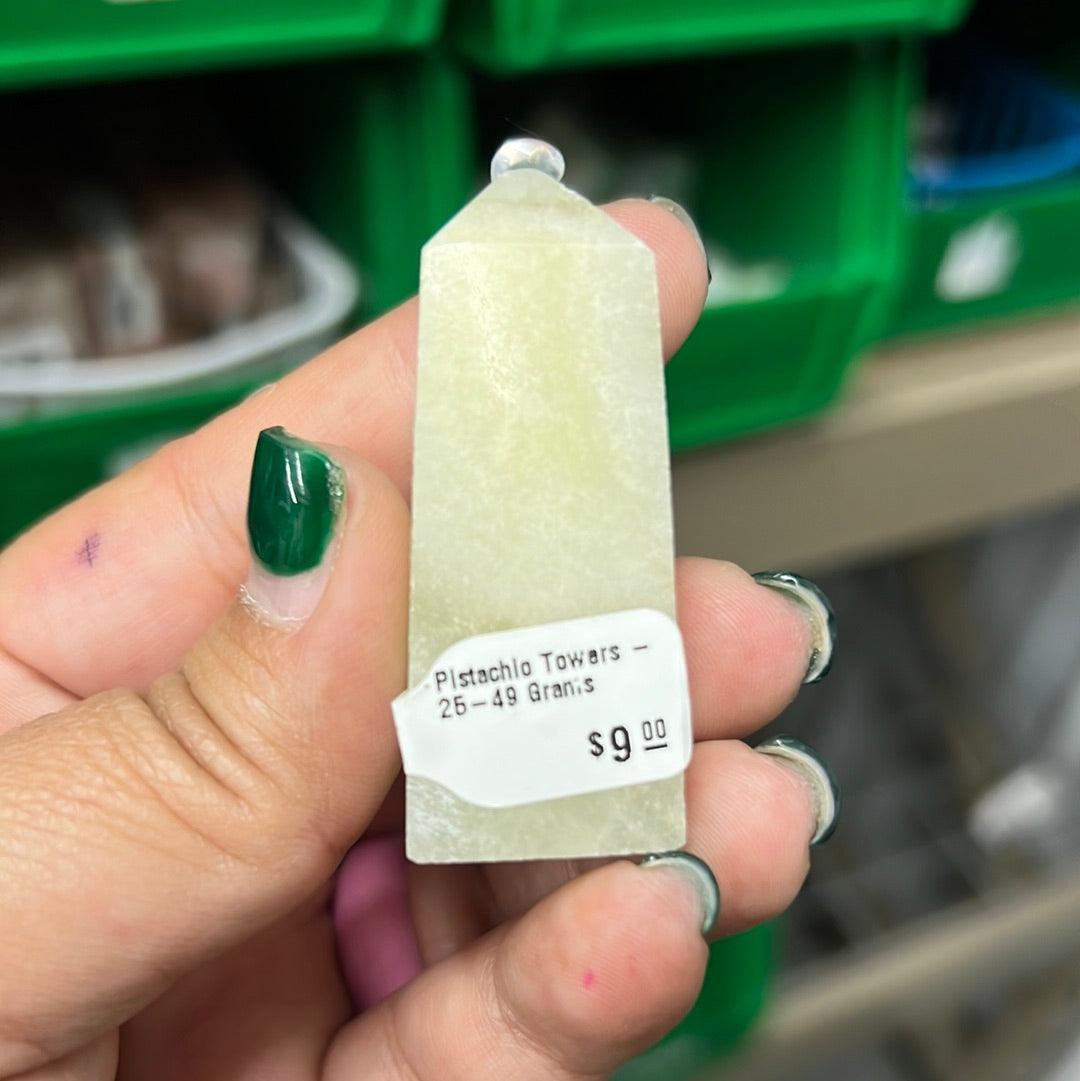 Pistachio Towers -
25-49 Grams
$9 00